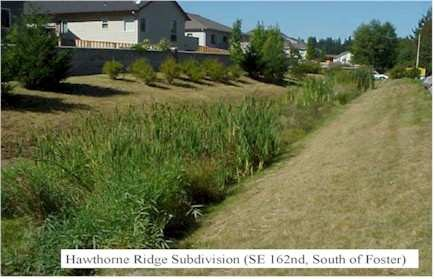 Hawthorne Ridge Subdivision (SE 162nd, South of Foster)